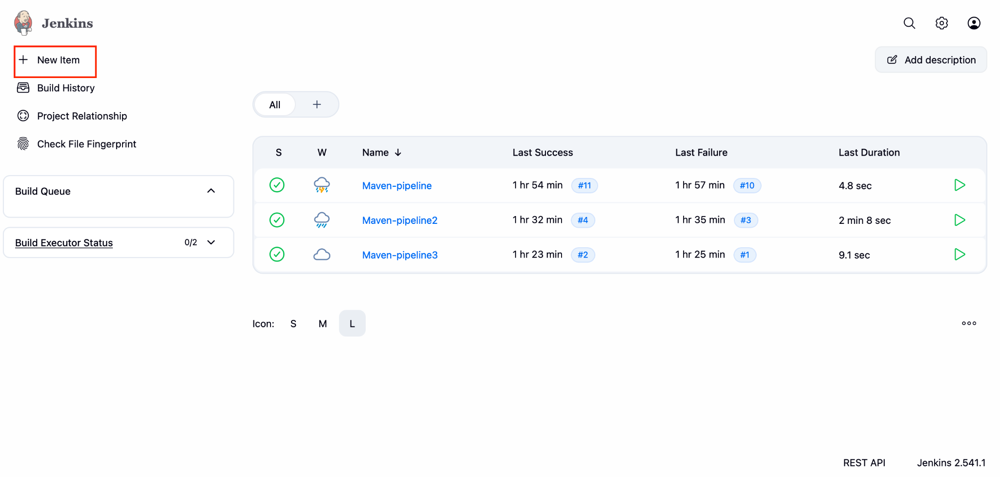 Jenkins
New Item
Add description
Build History
All
Project Relationship
Check File Fingerprint
S W Name ↓ Last Success Last Failure Last Duration
Build Queue
Maven-pipeline 1 hr 54 min #11 1 hr 57 min #10 4.8 sec
Maven-pipeline2 1 hr 32 min #4 1 hr 35 min #3 2 min 8 sec
Build Executor Status 0/2
Maven-pipeline3 1 hr 23 min #2 1 hr 25 min #1 9.1 sec
Icon: S M L
REST API Jenkins 2.541.1